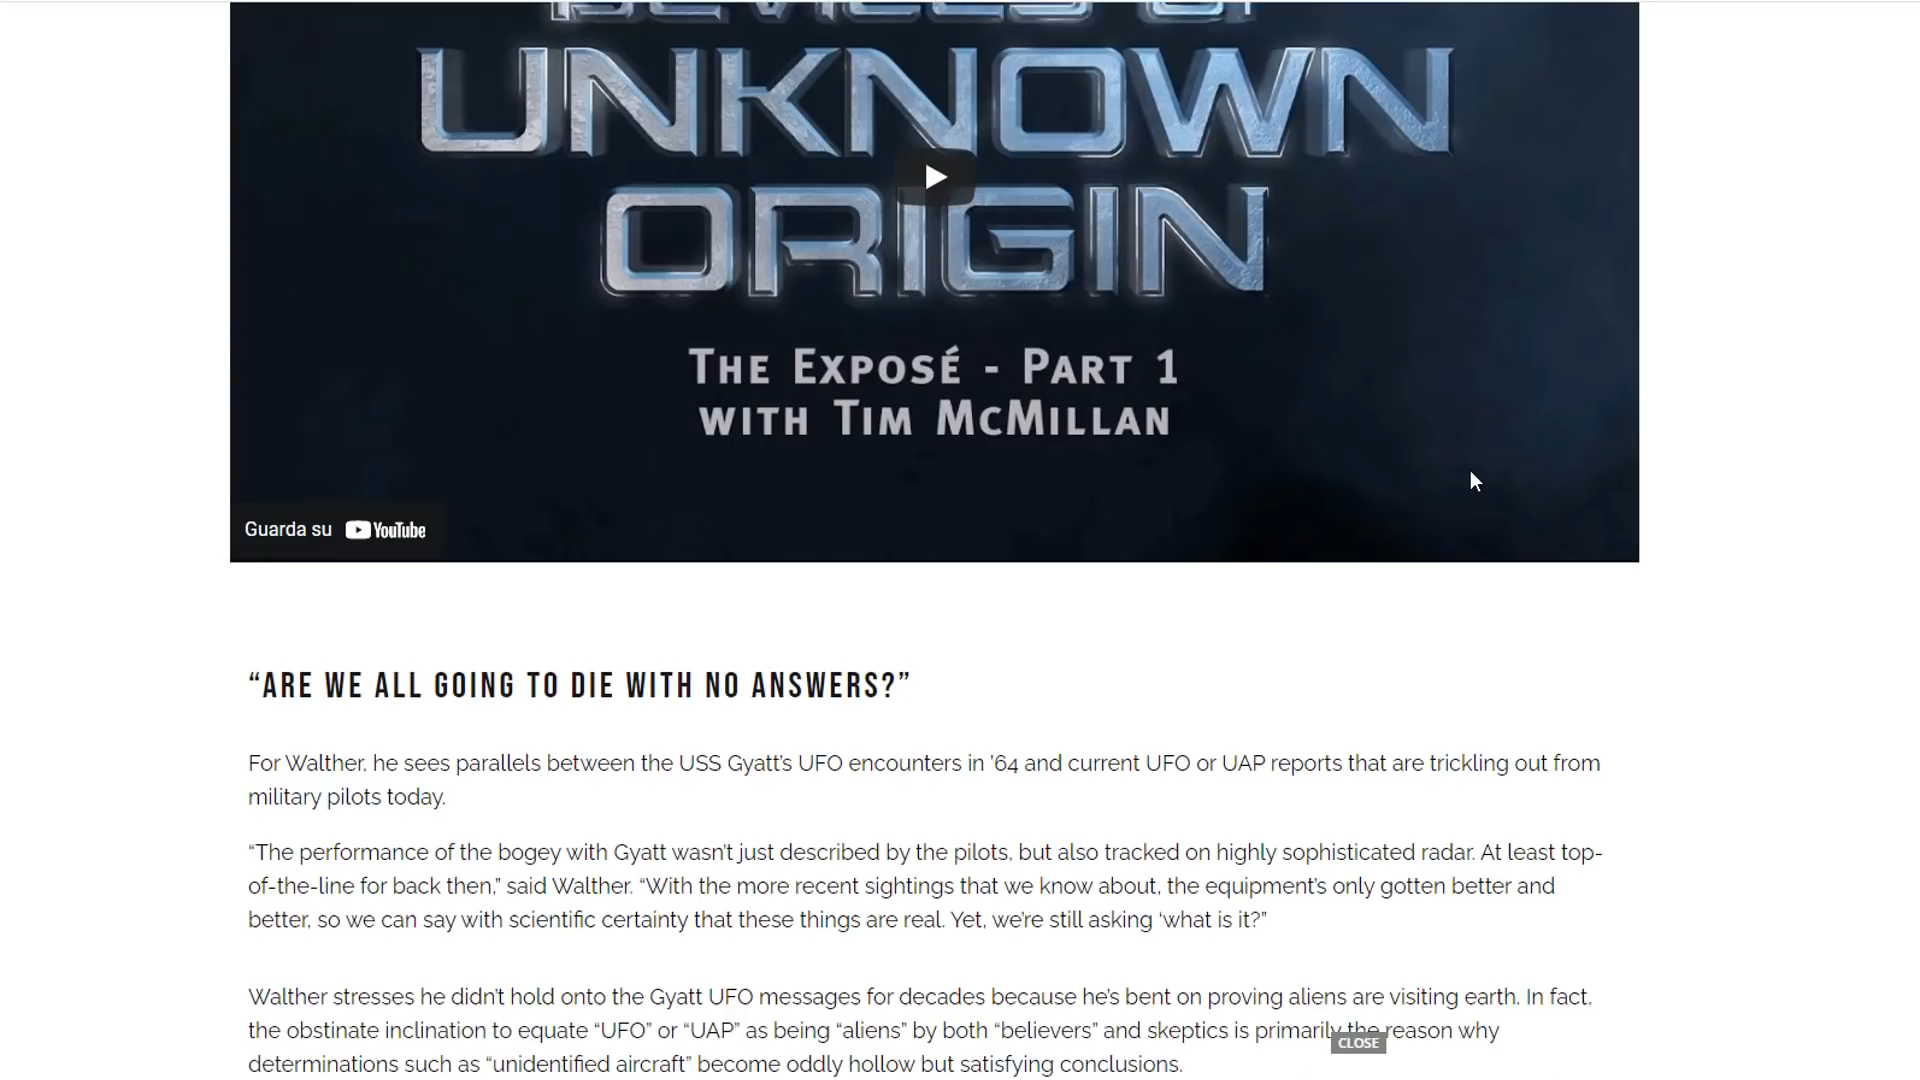 UNKNOWN
ORIGIN
THE EXPOSÉ - PART 1
WITH TIM MCMILLAN
Guarda su YouTube
“ARE WE ALL GOING TO DIE WITH NO ANSWERS?”
For Walther, he sees parallels between the USS Gyatt’s UFO encounters in ’64 and current UFO or UAP reports that are trickling out from
military pilots today.
“The performance of the bogey with Gyatt wasn’t just described by the pilots, but also tracked on highly sophisticated radar. At least top-
of-the-line for back then,” said Walther. “With the more recent sightings that we know about, the equipment’s only gotten better and
better, so we can say with scientific certainty that these things are real. Yet, we’re still asking ‘what is it?”
Walther stresses he didn’t hold onto the Gyatt UFO messages for decades because he’s bent on proving aliens are visiting earth. In fact,
the obstinate inclination to equate “UFO” or “UAP” as being “aliens” by both “believers” and skeptics is primarily the reason why
CLOSE
determinations such as “unidentified aircraft” become oddly hollow but satisfying conclusions.